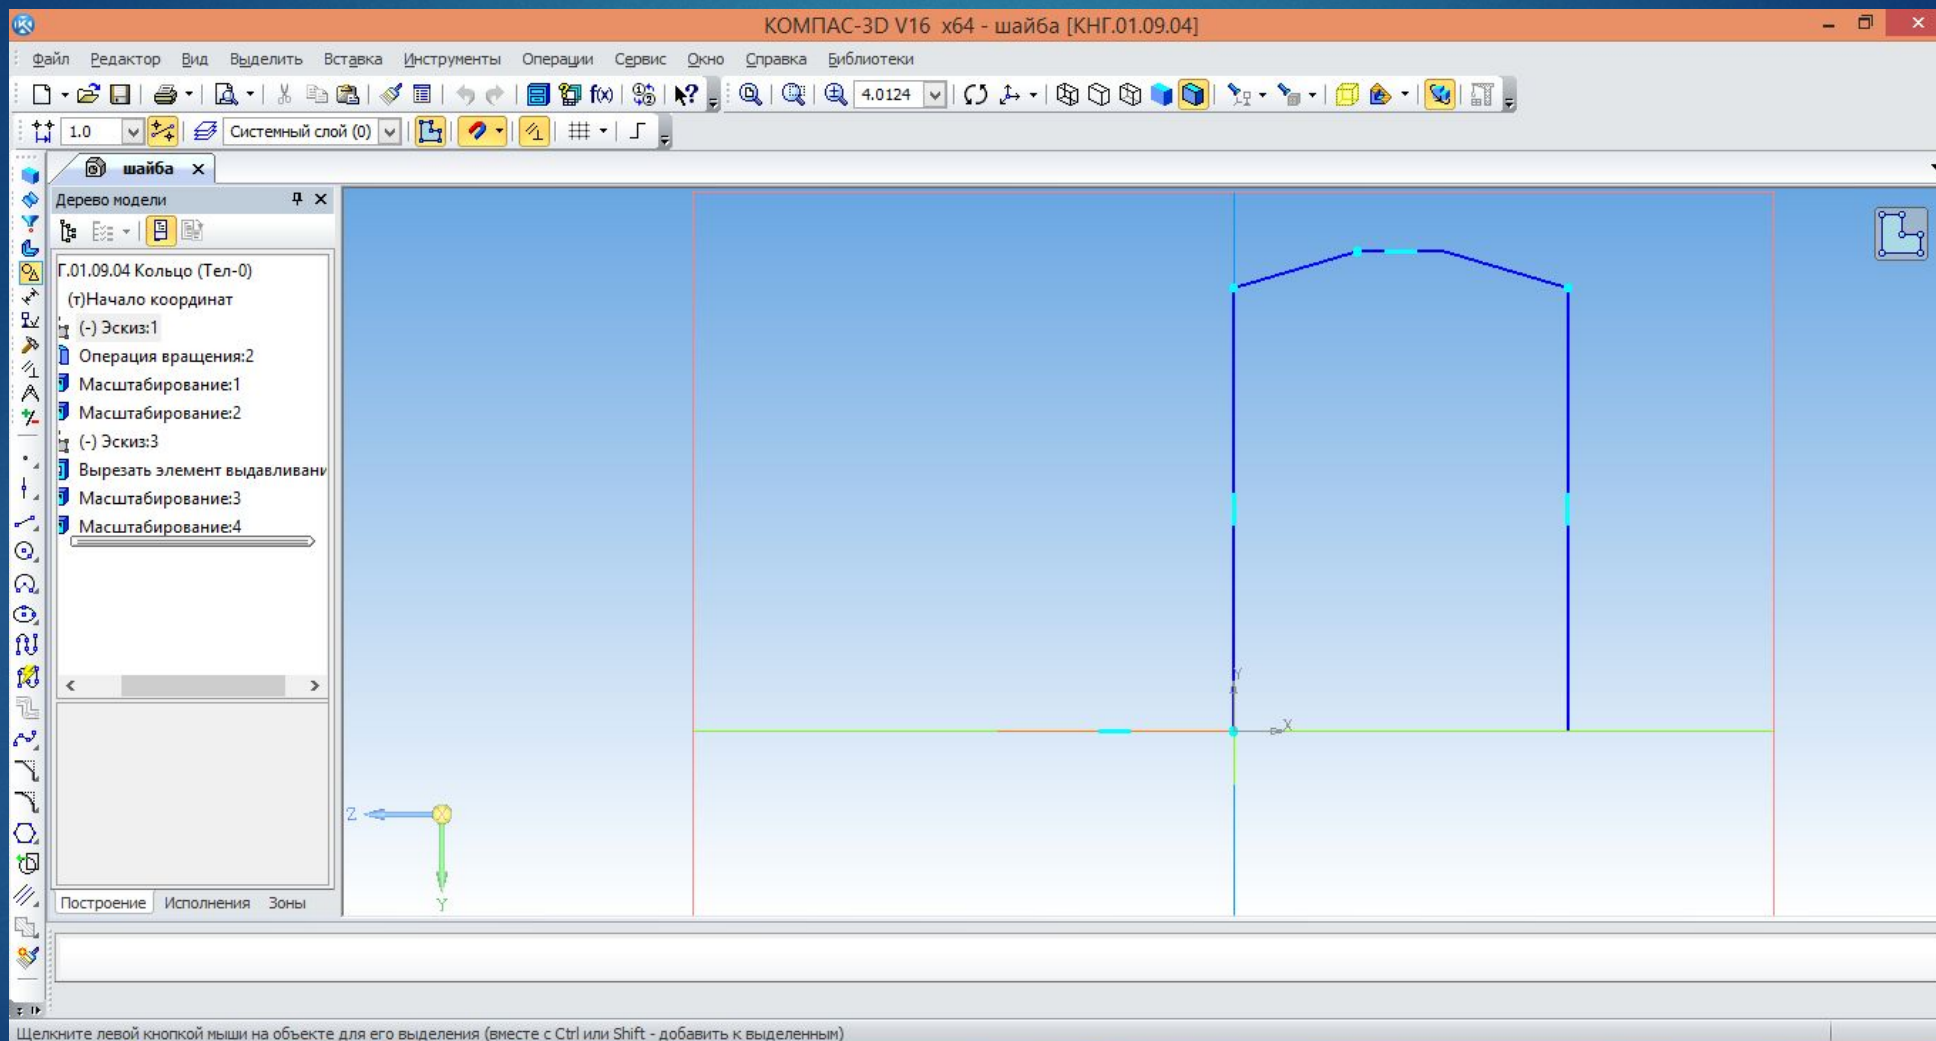 КОМПАС-3D V16 x64 - шайба [КНГ.01.09.04]
Файл Редактор Вид Выделить Вставка Инструменты Операции Сервис Окно Справка Библиотеки
f(x) 4.0124
1.0 Системный слой (0)
шайба
Дерево модели
Г.01.09.04 Кольцо (Тел-0)
(т)Начало координат
(-) Эскиз:1
Операция вращения:2
Масштабирование:1
Масштабирование:2
(-) Эскиз:3
Вырезать элемент выдавливани
Масштабирование:3
Масштабирование:4
Y
X
Z
Y
Построение Исполнения Зоны
Щелкните левой кнопкой мыши на объекте для его выделения (вместе с Ctrl или Shift - добавить к выделенным)